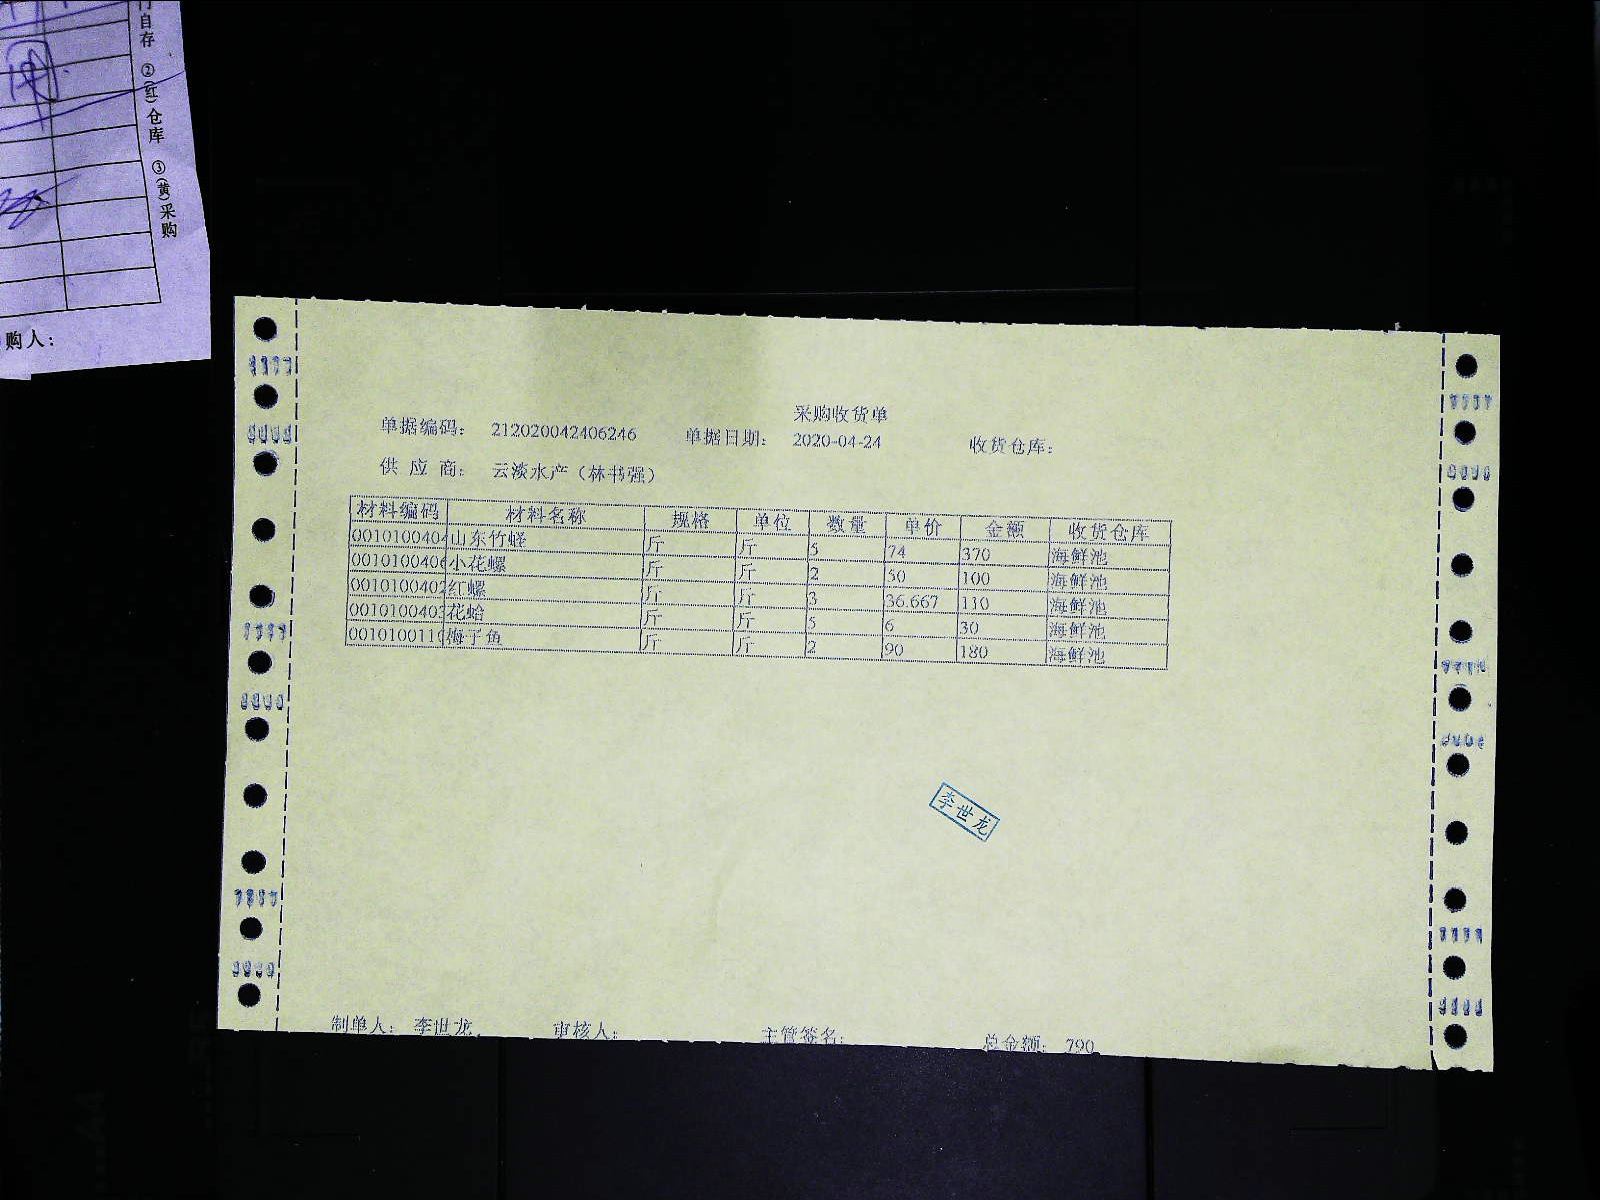 门自存 ②(红)仓库 ③(黄)采购
购人：
采购收货单
单据编码： 212020042406246 单据日期： 2020-04-24 收货仓库：
供 应 商： 云淡水产（林书强）
材料编码 材料名称 规格 单位 数量 单价 金额 收货仓库
0010100404 山东竹蛏 斤 斤 5 74 370 海鲜池
0010100406 小花螺 斤 斤 2 50 100 海鲜池
0010100402 红螺 斤 斤 3 36.667 110 海鲜池
0010100403 花蛤 斤 斤 5 6 30 海鲜池
001010011 梅子鱼 斤 斤 2 90 180 海鲜池
李世龙
制单人： 李世龙 审核人： 主管签名： 总金额： 790